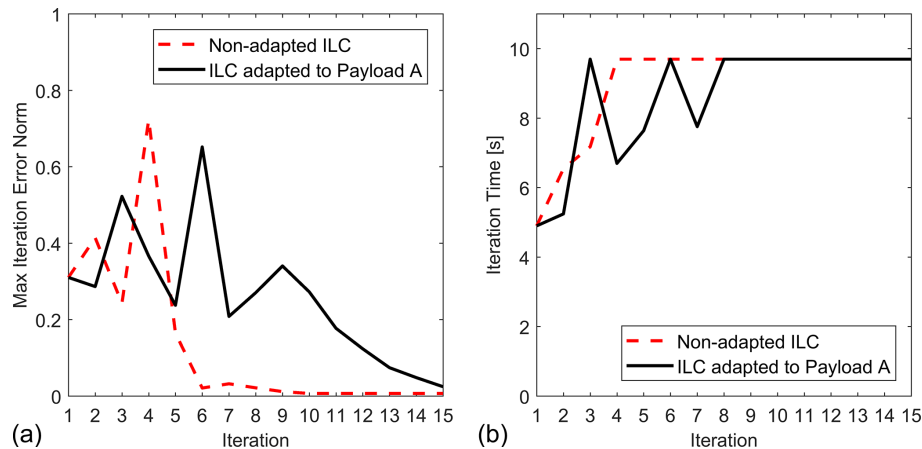 Max Iteration Error Norm
1
0.8
0.6
0.4
0.2
0
Non-adapted ILC
ILC adapted to Payload A
1 2 3 4 5 6 7 8 9 10 11 12 13 14 15
Iteration
(a)
Iteration Time [s]
10
8
6
4
2
0
Non-adapted ILC
ILC adapted to Payload A
1 2 3 4 5 6 7 8 9 10 11 12 13 14 15
Iteration
(b)